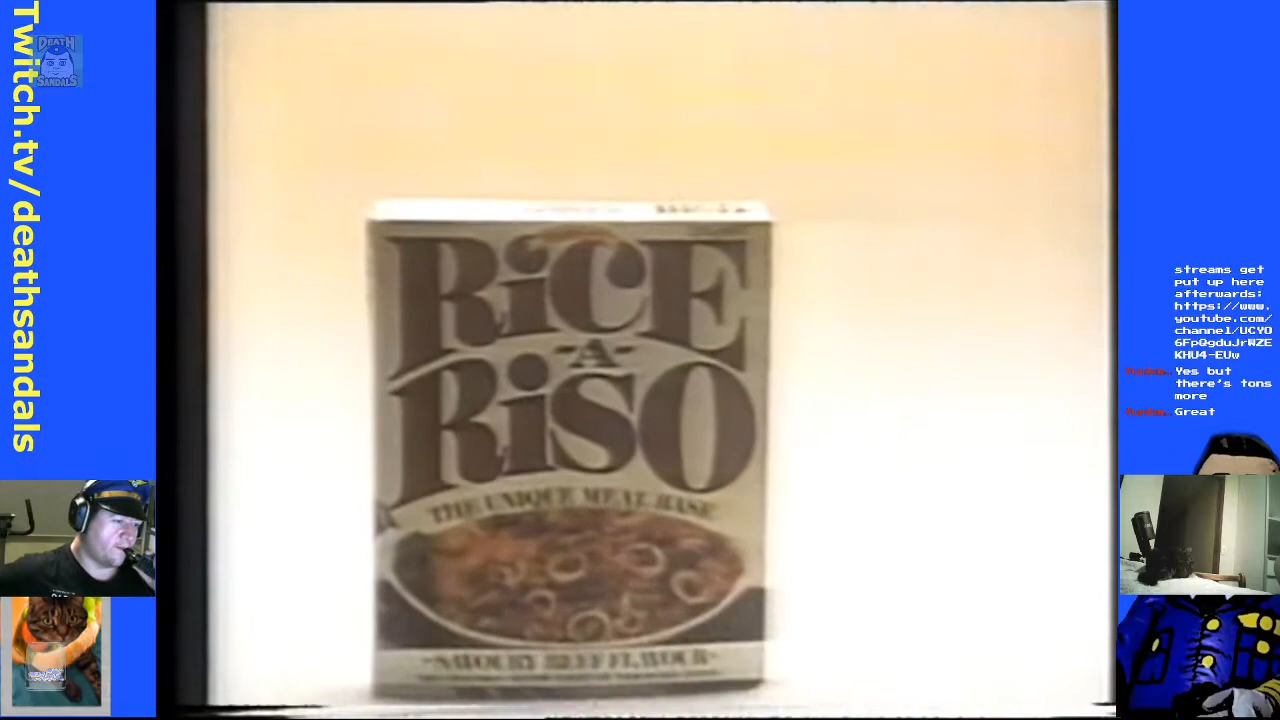 Twitch.tv/deathsandals
DEATH
SANDALS
RiCE
-A-
RiSO
THE UNIQUE MEAL BASE
SAVOURY BEEF FLAVOUR
streams get
put up here
afterwards:
https://www.
youtube.com/
channel/UCYO
6FpQgduJrWZE
KHU4-EUw
Yes but
there's tons
more
Great